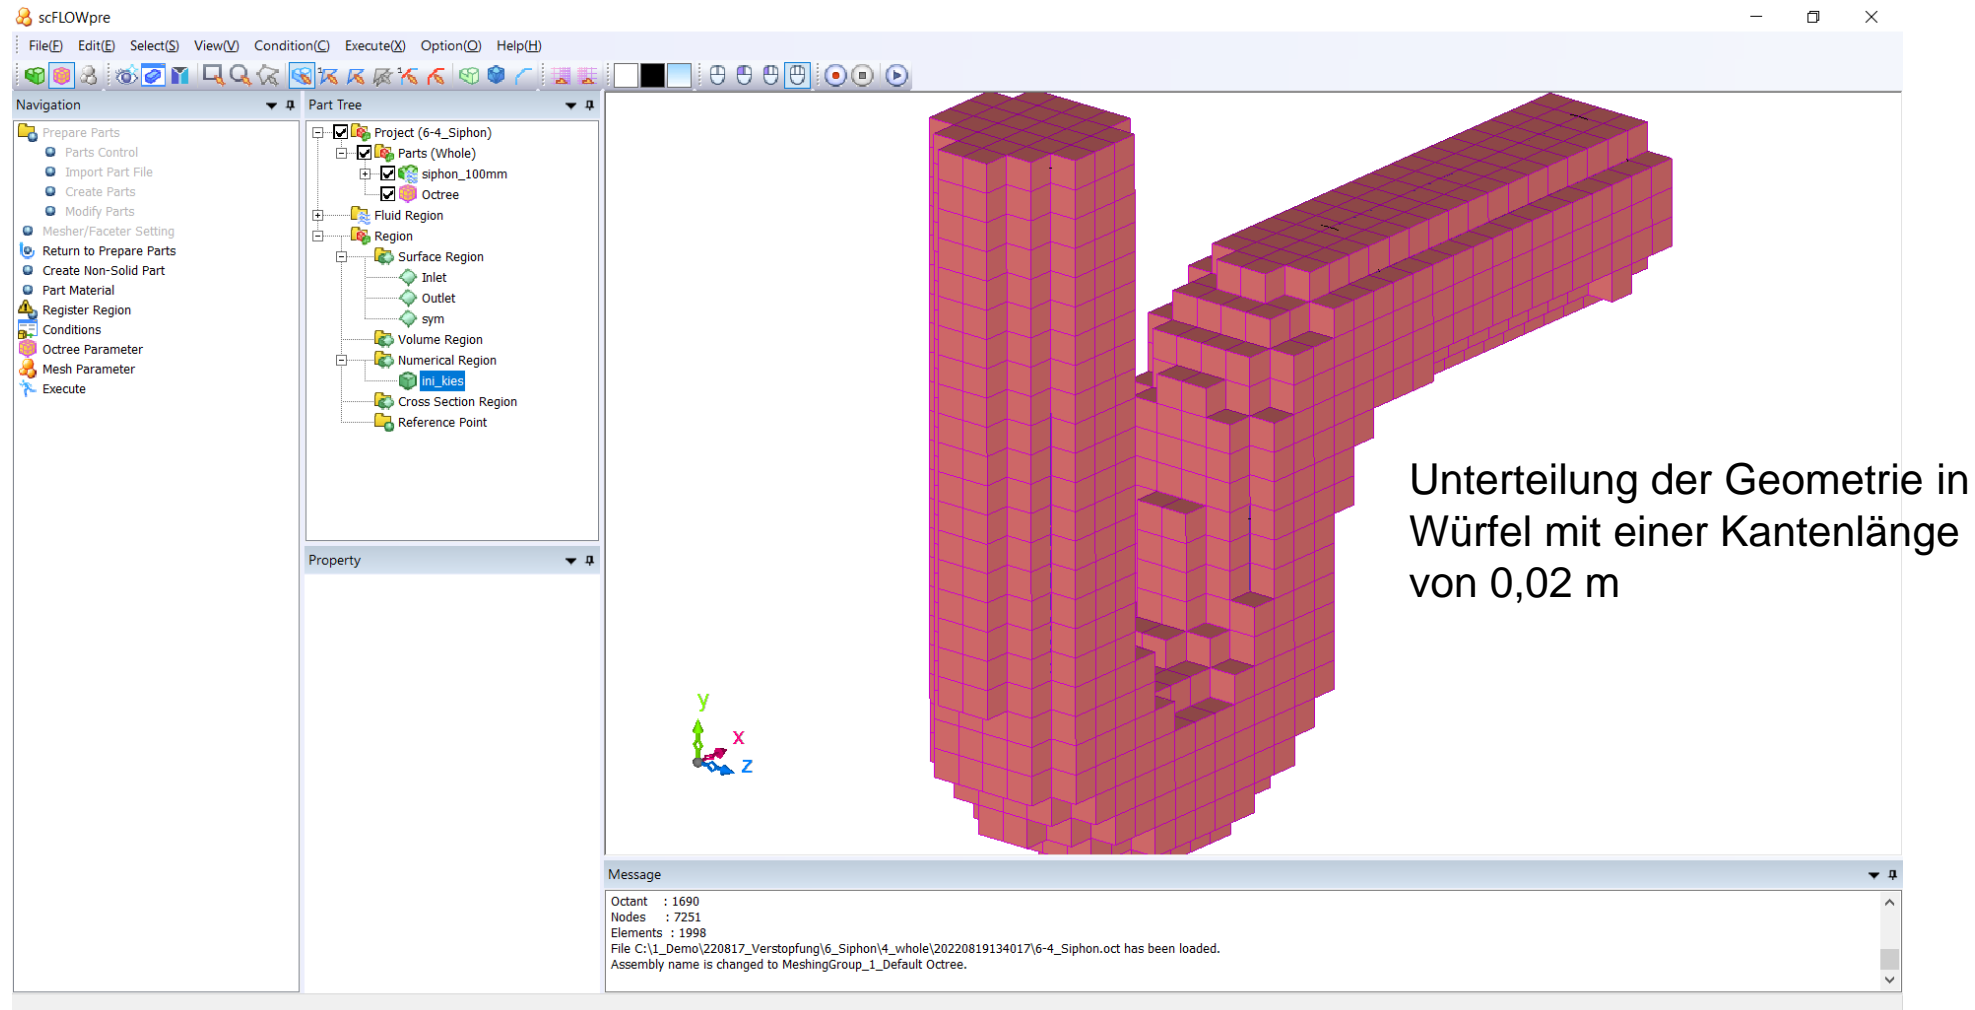 scFLOWpre
File(F) Edit(E) Select(S) View(V) Condition(C) Execute(X) Option(O) Help(H)
Navigation
Prepare Parts
Parts Control
Import Part File
Create Parts
Modify Parts
Mesher/Faceter Setting
Return to Prepare Parts
Create Non-Solid Part
Part Material
Register Region
Conditions
Octree Parameter
Mesh Parameter
Execute
Part Tree
Project (6-4_Siphon)
Parts (Whole)
siphon_100mm
Octree
Fluid Region
Region
Surface Region
Inlet
Outlet
sym
Volume Region
Numerical Region
ini_kies
Cross Section Region
Reference Point
Property
y
x
z
Unterteilung der Geometrie in
Würfel mit einer Kantenlänge
von 0,02 m
Message
Octant : 1690
Nodes : 7251
Elements : 1998
File C:\1_Demo\220817_Verstopfung\6_Siphon\4_whole\20220819134017\6-4_Siphon.oct has been loaded.
Assembly name is changed to MeshingGroup_1_Default Octree.